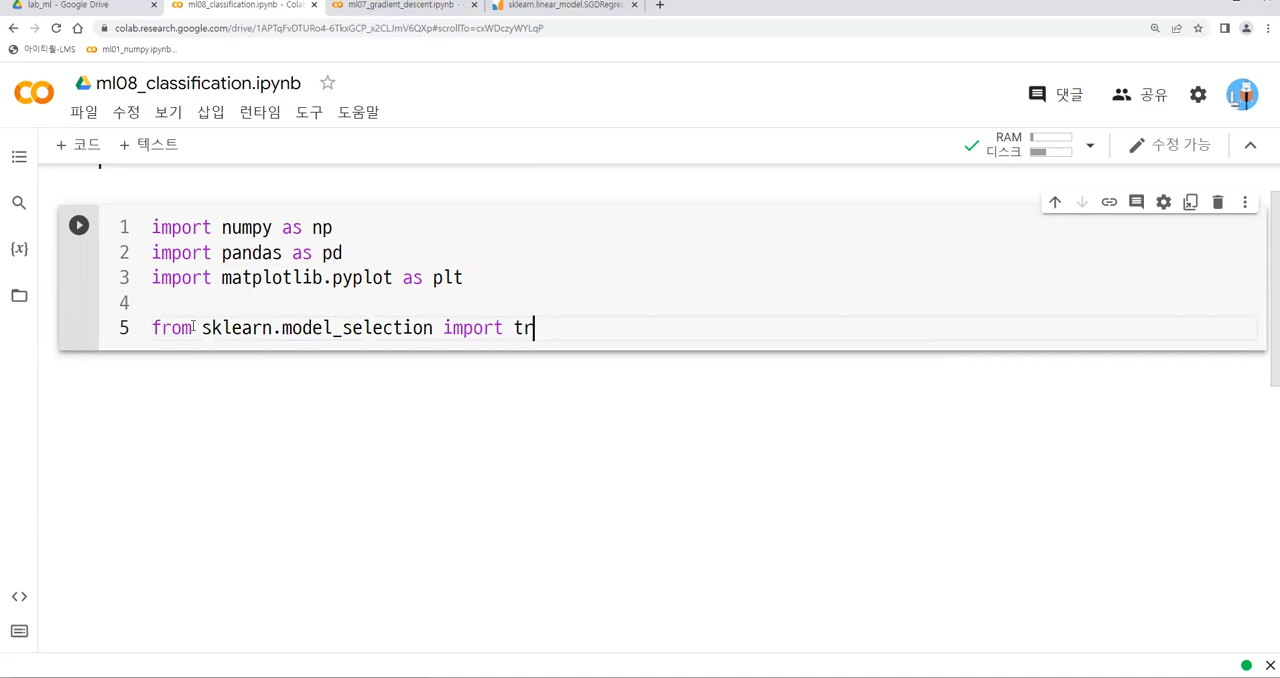 lab_ml - Google Drive
ml08_classification.ipynb - Colab
ml07_gradient_descent.ipynb - C
sklearn.linear_model.SGDRegres
colab.research.google.com/drive/1APTqFvDTURo4-6TkxGCP_x2CLJmV6QXp#scrollTo=cxWDczyWYLqP
아이티윌-LMS
ml01_numpy.ipynb...
ml08_classification.ipynb
댓글
공유
파일 수정 보기 삽입 런타임 도구 도움말
+ 코드 + 텍스트
RAM
디스크
수정 가능
1 import numpy as np
2 import pandas as pd
3 import matplotlib.pyplot as plt
4
5 from sklearn.model_selection import tr
{x}